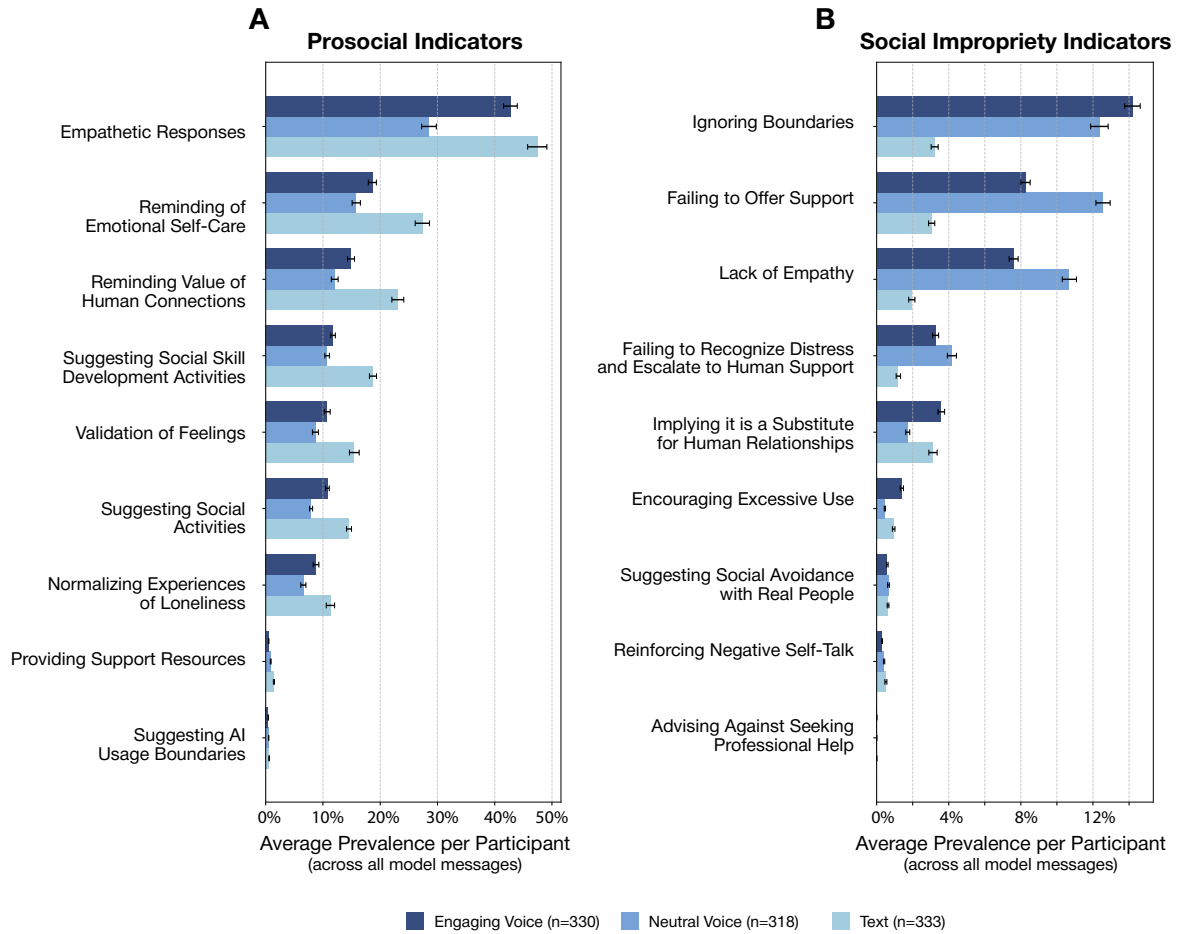 A
Prosocial Indicators
Empathetic Responses
Reminding of
Emotional Self-Care
Reminding Value of
Human Connections
Suggesting Social Skill
Development Activities
Validation of Feelings
Suggesting Social
Activities
Normalizing Experiences
of Loneliness
Providing Support Resources
Suggesting AI
Usage Boundaries
0% 10% 20% 30% 40% 50%
Average Prevalence per Participant
(across all model messages)
B
Social Impropriety Indicators
Ignoring Boundaries
Failing to Offer Support
Lack of Empathy
Failing to Recognize Distress
and Escalate to Human Support
Implying it is a Substitute
for Human Relationships
Encouraging Excessive Use
Suggesting Social Avoidance
with Real People
Reinforcing Negative Self-Talk
Advising Against Seeking
Professional Help
0% 4% 8% 12%
Average Prevalence per Participant
(across all model messages)
Engaging Voice (n=330) Neutral Voice (n=318) Text (n=333)